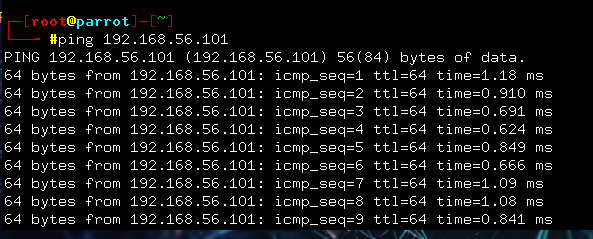 ┌─[root@parrot]─[~]
└──╼ #ping 192.168.56.101
PING 192.168.56.101 (192.168.56.101) 56(84) bytes of data.
64 bytes from 192.168.56.101: icmp_seq=1 ttl=64 time=1.18 ms
64 bytes from 192.168.56.101: icmp_seq=2 ttl=64 time=0.910 ms
64 bytes from 192.168.56.101: icmp_seq=3 ttl=64 time=0.691 ms
64 bytes from 192.168.56.101: icmp_seq=4 ttl=64 time=0.624 ms
64 bytes from 192.168.56.101: icmp_seq=5 ttl=64 time=0.849 ms
64 bytes from 192.168.56.101: icmp_seq=6 ttl=64 time=0.666 ms
64 bytes from 192.168.56.101: icmp_seq=7 ttl=64 time=1.09 ms
64 bytes from 192.168.56.101: icmp_seq=8 ttl=64 time=1.08 ms
64 bytes from 192.168.56.101: icmp_seq=9 ttl=64 time=0.841 ms